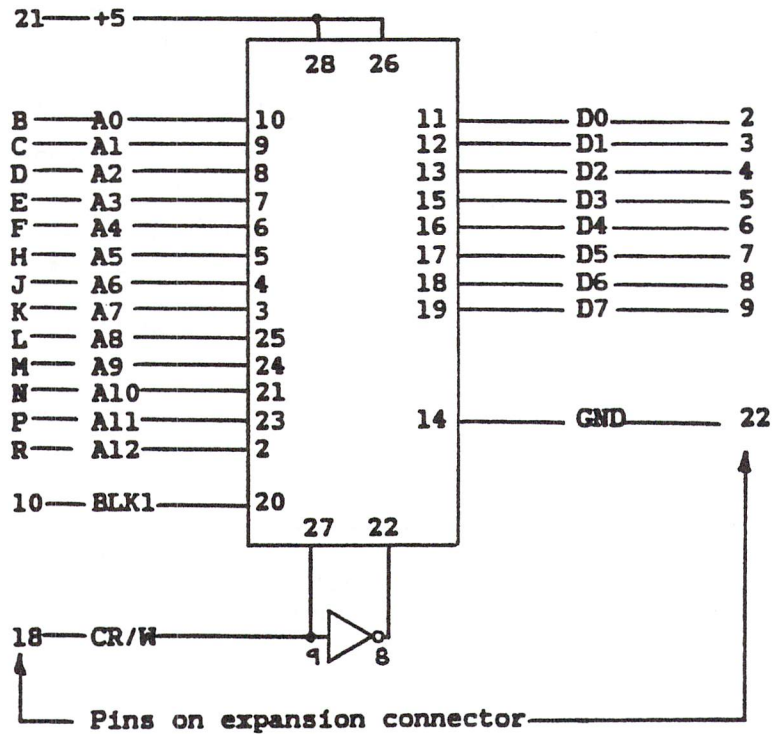 21 +5
28 26
B A0 10 11 D0 2
C A1 9 12 D1 3
D A2 8 13 D2 4
E A3 7 15 D3 5
F A4 6 16 D4 6
H A5 5 17 D5 7
J A6 4 18 D6 8
K A7 3 19 D7 9
L A8 25
M A9 24
N A10 21
P A11 23 14 GND 22
R A12 2
10 BLK1 20
27 22
18 CR/W 9 8
Pins on expansion connector